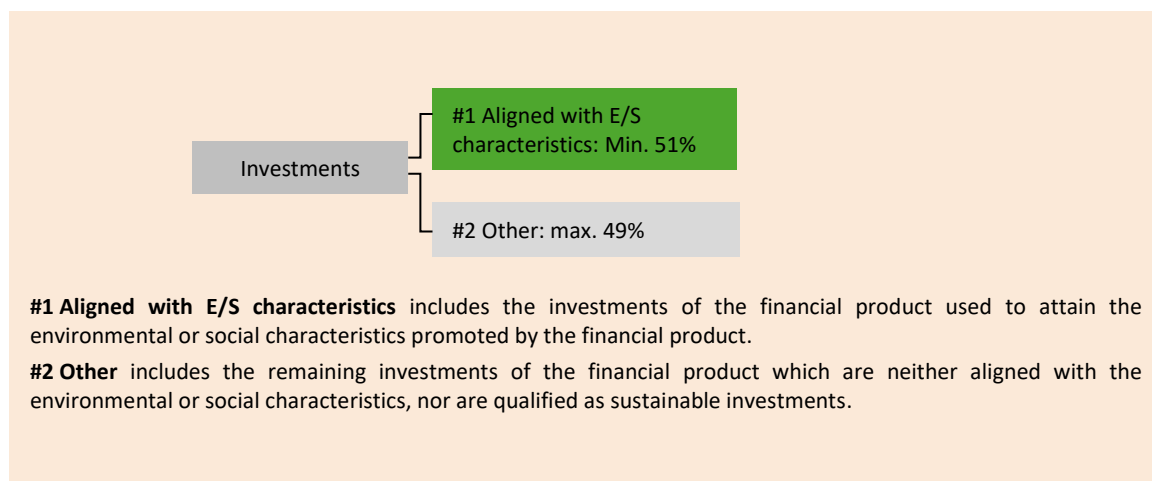 #1 Aligned with E/S
characteristics: Min. 51%
Investments
#2 Other: max. 49%
#1 Aligned with E/S characteristics includes the investments of the financial product used to attain the
environmental or social characteristics promoted by the financial product.
#2 Other includes the remaining investments of the financial product which are neither aligned with the
environmental or social characteristics, nor are qualified as sustainable investments.